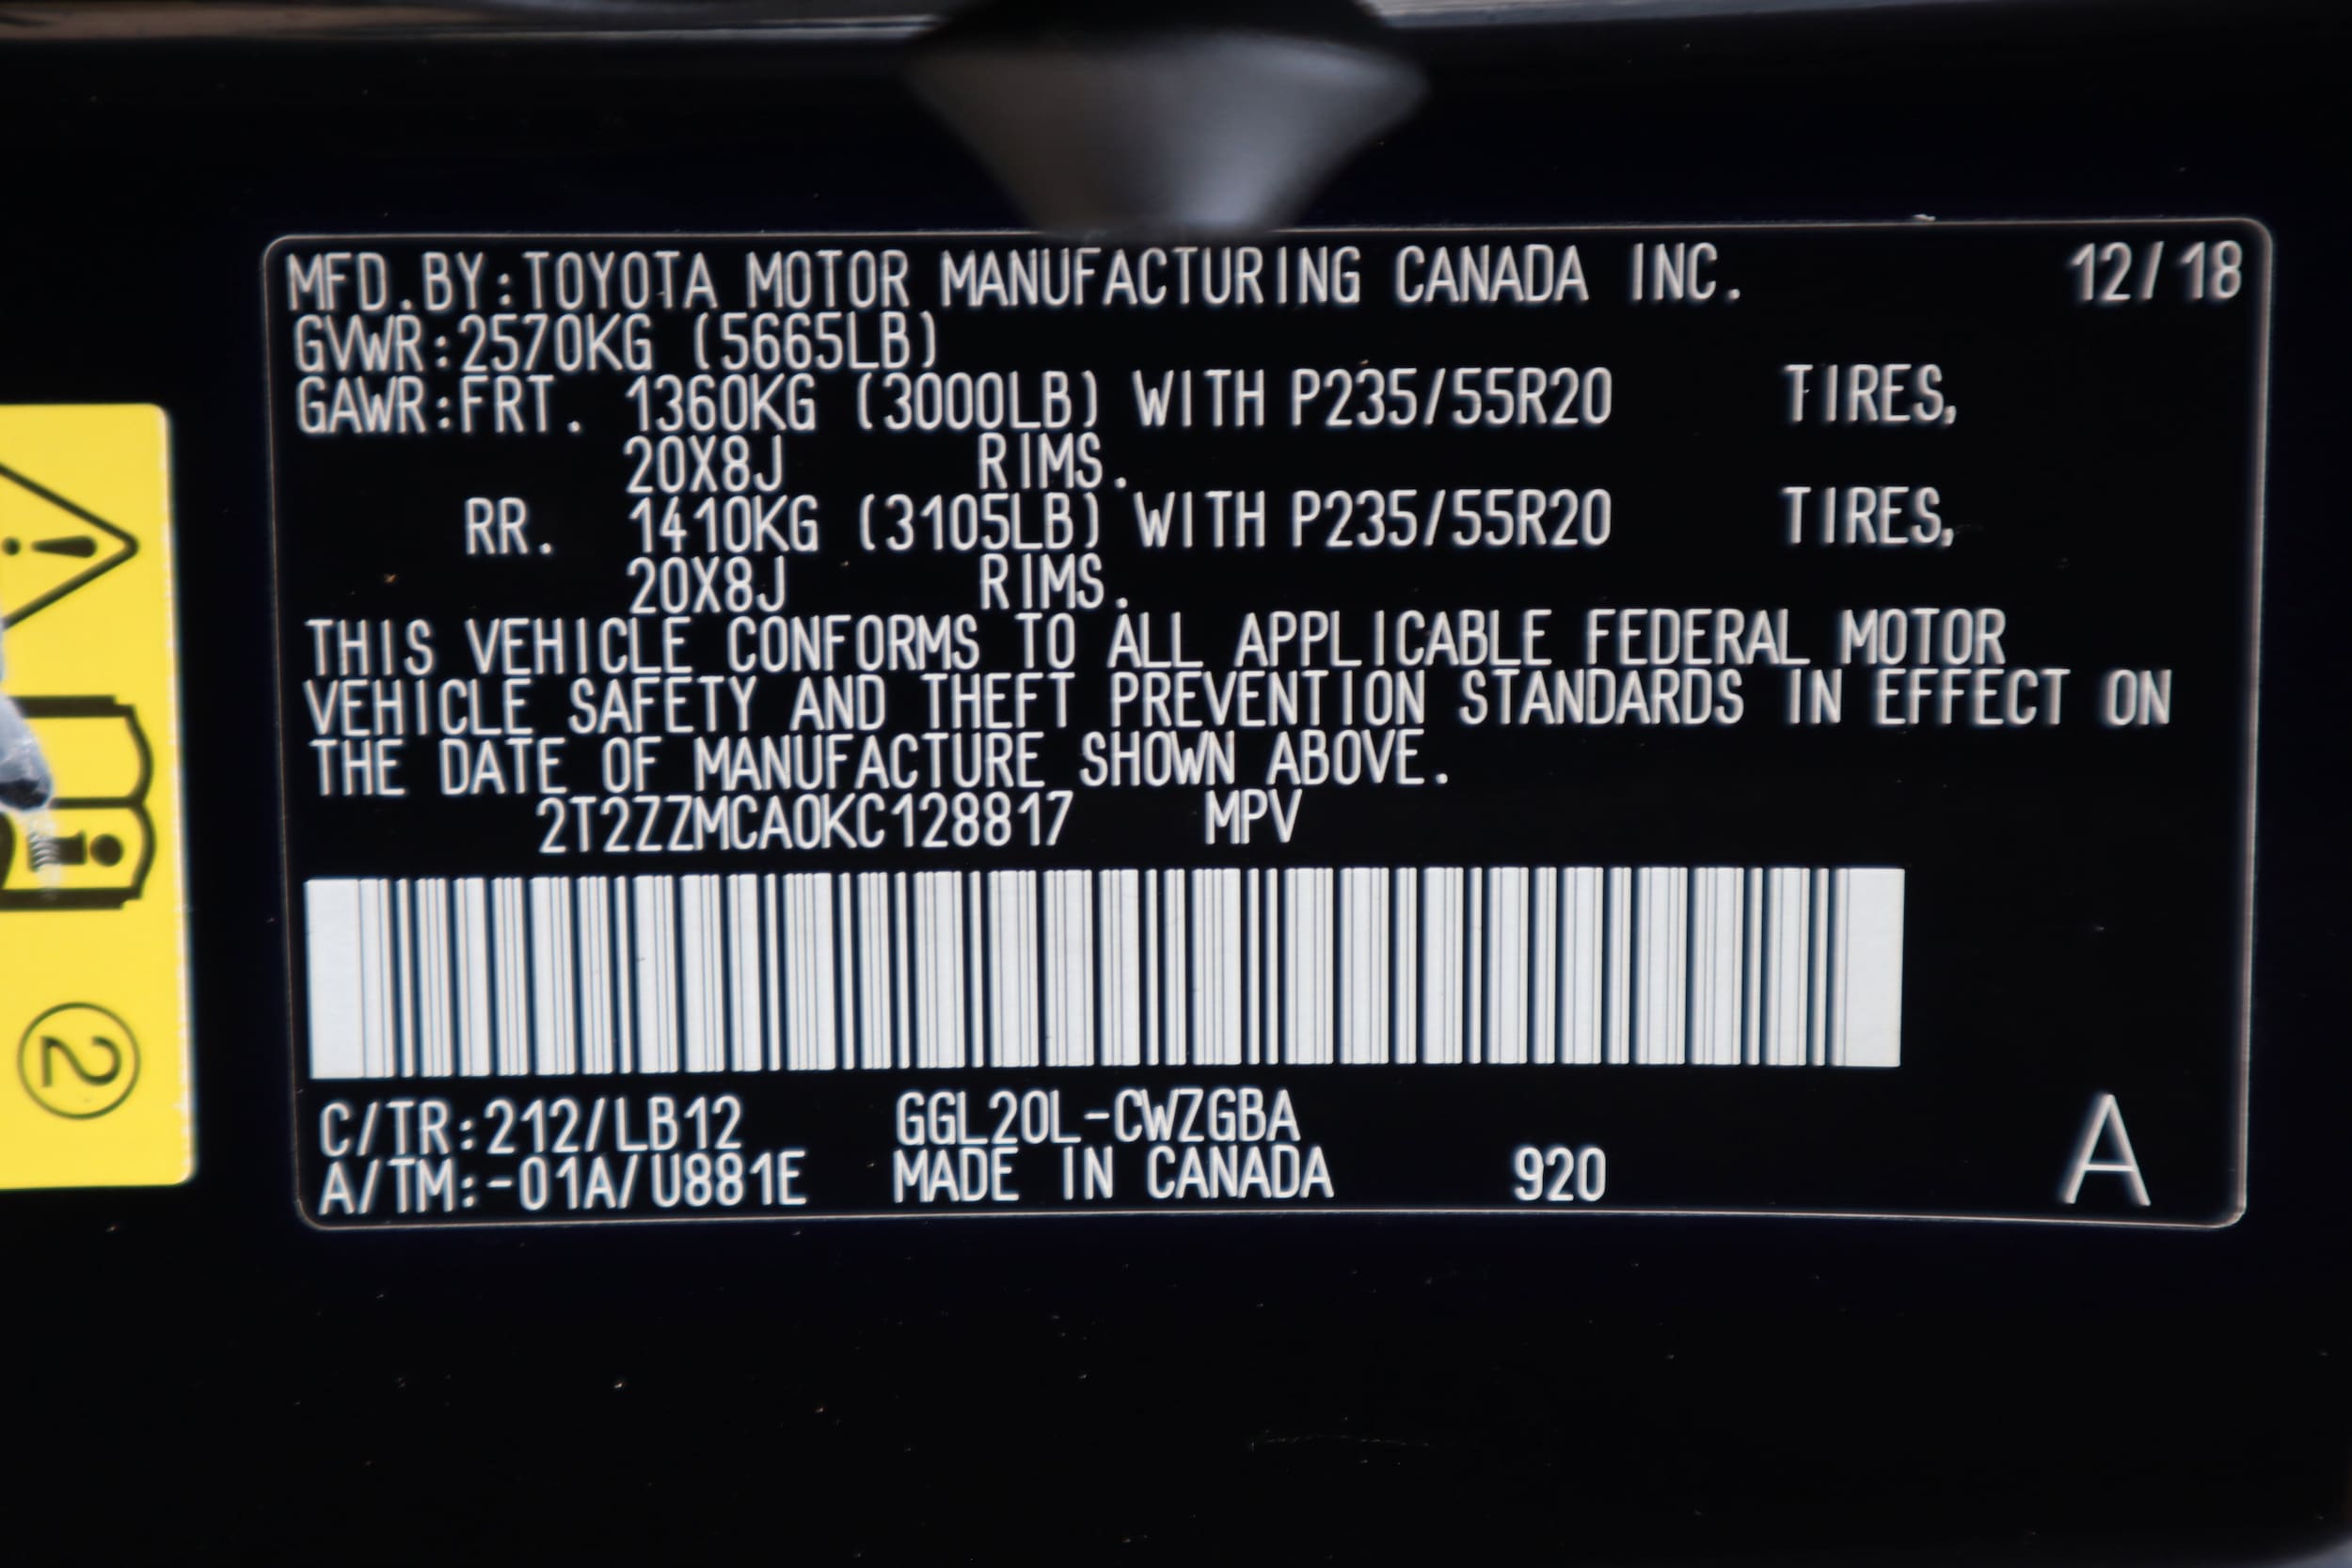 MFD.BY:TOYOTA MOTOR MANUFACTURING CANADA INC. 12/18
GVWR:2570KG (5665LB)
GAWR:FRT. 1360KG (3000LB) WITH P235/55R20 TIRES,
20X8J RIMS.
RR. 1410KG (3105LB) WITH P235/55R20 TIRES,
20X8J RIMS.
THIS VEHICLE CONFORMS TO ALL APPLICABLE FEDERAL MOTOR
VEHICLE SAFETY AND THEFT PREVENTION STANDARDS IN EFFECT ON
THE DATE OF MANUFACTURE SHOWN ABOVE.
2T2ZZMCA0KC128817 MPV
C/TR:212/LB12 GGL20L-CWZGBA
A/TM:-01A/U881E MADE IN CANADA 920 A
2